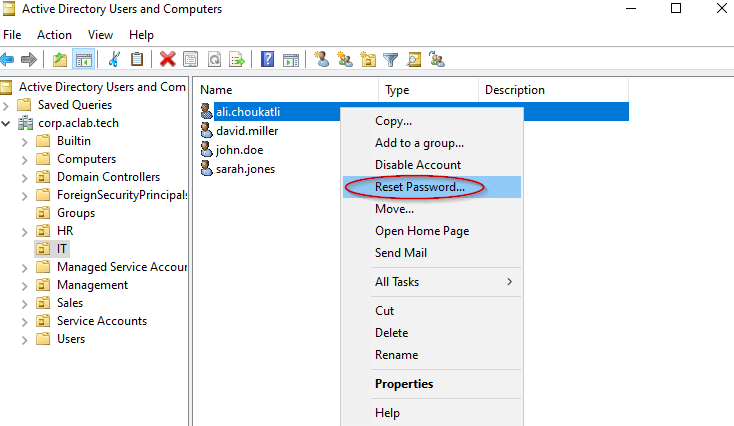 Active Directory Users and Computers
File Action View Help
Active Directory Users and Com
Saved Queries
corp.aclab.tech
Builtin
Computers
Domain Controllers
ForeignSecurityPrincipals
Groups
HR
IT
Managed Service Accour
Management
Sales
Service Accounts
Users
Name Type Description
ali.choukatli
david.miller
john.doe
sarah.jones
Copy...
Add to a group...
Disable Account
Reset Password...
Move...
Open Home Page
Send Mail
All Tasks
Cut
Delete
Rename
Properties
Help